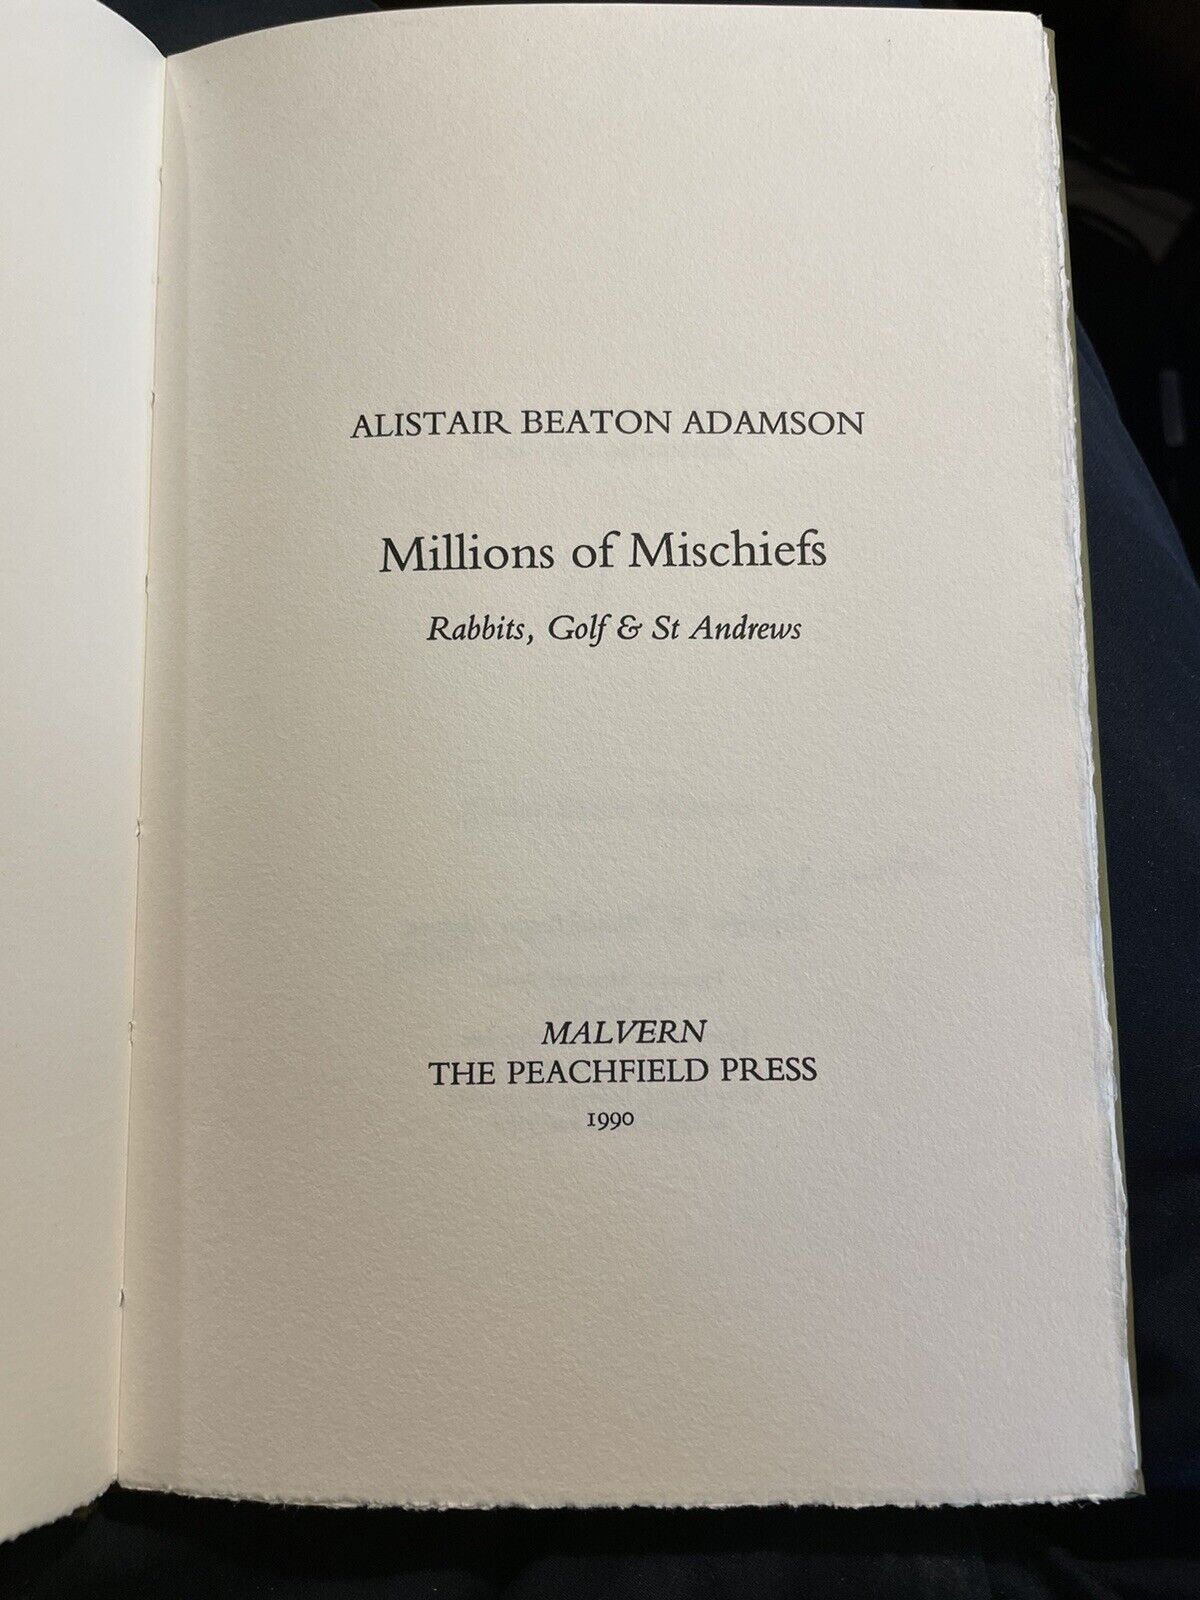 ALISTAIR BEATON ADAMSON
Millions of Mischiefs
Rabbits, Golf & St Andrews
MALVERN
THE PEACHFIELD PRESS
1990